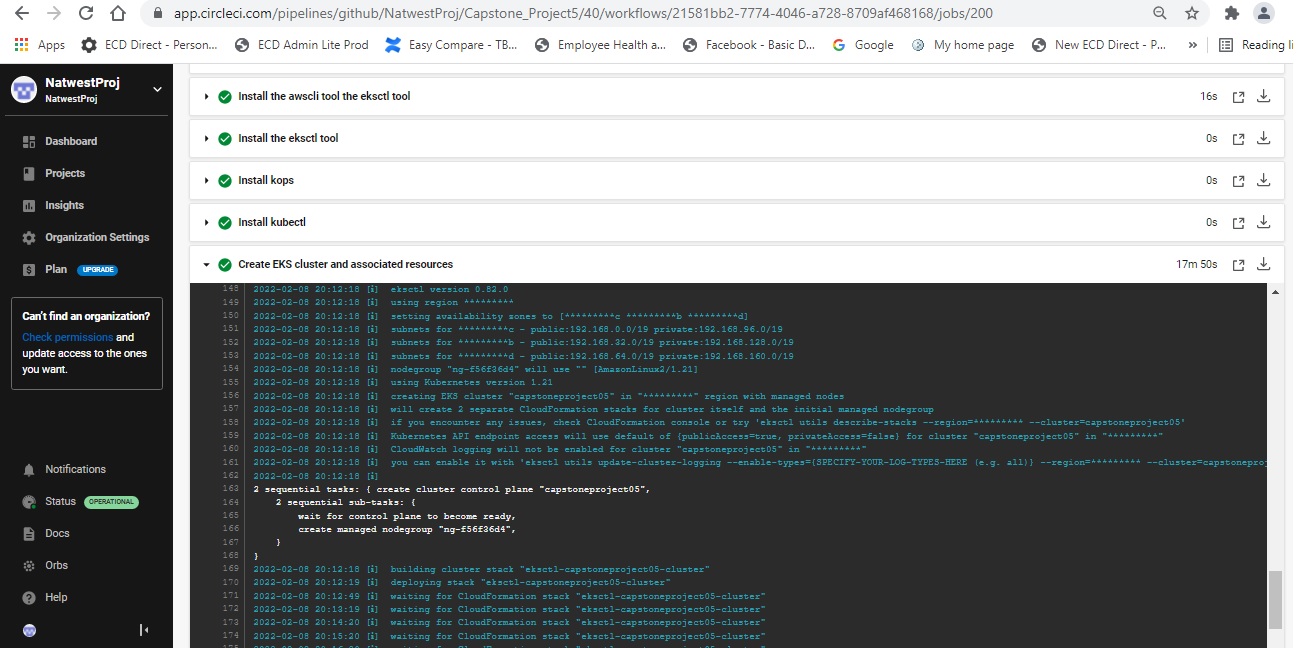 app.circleci.com/pipelines/github/NatwestProj/Capstone_Project5/40/workflows/21581bb2-7774-4046-a728-8709af468168/jobs/200
Apps ECD Direct - Person... ECD Admin Lite Prod Easy Compare - TB... Employee Health a... Facebook - Basic D... Google My home page New ECD Direct - P... » Reading li
NatwestProj
NatwestProj
Dashboard
Projects
Insights
Organization Settings
Plan UPGRADE
Can't find an organization?
Check permissions and
update access to the ones
you want.
Notifications
Status OPERATIONAL
Docs
Orbs
Help
Install the awscli tool the eksctl tool 16s
Install the eksctl tool 0s
Install kops 0s
Install kubectl 0s
Create EKS cluster and associated resources 17m 50s
148 2022-02-08 20:12:18 [i] eksctl version 0.82.0
149 2022-02-08 20:12:18 [i] using region *********
150 2022-02-08 20:12:18 [i] setting availability zones to [*********c *********b *********d]
151 2022-02-08 20:12:18 [i] subnets for *********c - public:192.168.0.0/19 private:192.168.96.0/19
152 2022-02-08 20:12:18 [i] subnets for *********b - public:192.168.32.0/19 private:192.168.128.0/19
153 2022-02-08 20:12:18 [i] subnets for *********d - public:192.168.64.0/19 private:192.168.160.0/19
154 2022-02-08 20:12:18 [i] nodegroup "ng-f56f36d4" will use "" [AmazonLinux2/1.21]
155 2022-02-08 20:12:18 [i] using Kubernetes version 1.21
156 2022-02-08 20:12:18 [i] creating EKS cluster "capstoneproject05" in "*********" region with managed nodes
157 2022-02-08 20:12:18 [i] will create 2 separate CloudFormation stacks for cluster itself and the initial managed nodegroup
158 2022-02-08 20:12:18 [i] if you encounter any issues, check CloudFormation console or try 'eksctl utils describe-stacks --region=********* --cluster=capstoneproject05'
159 2022-02-08 20:12:18 [i] Kubernetes API endpoint access will use default of {publicAccess=true, privateAccess=false} for cluster "capstoneproject05" in "*********"
160 2022-02-08 20:12:18 [i] CloudWatch logging will not be enabled for cluster "capstoneproject05" in "*********"
161 2022-02-08 20:12:18 [i] you can enable it with 'eksctl utils update-cluster-logging --enable-types={SPECIFY-YOUR-LOG-TYPES-HERE (e.g. all)} --region=********* --cluster=capstoneproj
162 2022-02-08 20:12:18 [i]
163 2 sequential tasks: { create cluster control plane "capstoneproject05",
164 2 sequential sub-tasks: {
165 wait for control plane to become ready,
166 create managed nodegroup "ng-f56f36d4",
167 }
168 }
169 2022-02-08 20:12:18 [i] building cluster stack "eksctl-capstoneproject05-cluster"
170 2022-02-08 20:12:19 [i] deploying stack "eksctl-capstoneproject05-cluster"
171 2022-02-08 20:12:49 [i] waiting for CloudFormation stack "eksctl-capstoneproject05-cluster"
172 2022-02-08 20:13:19 [i] waiting for CloudFormation stack "eksctl-capstoneproject05-cluster"
173 2022-02-08 20:14:20 [i] waiting for CloudFormation stack "eksctl-capstoneproject05-cluster"
174 2022-02-08 20:15:20 [i] waiting for CloudFormation stack "eksctl-capstoneproject05-cluster"